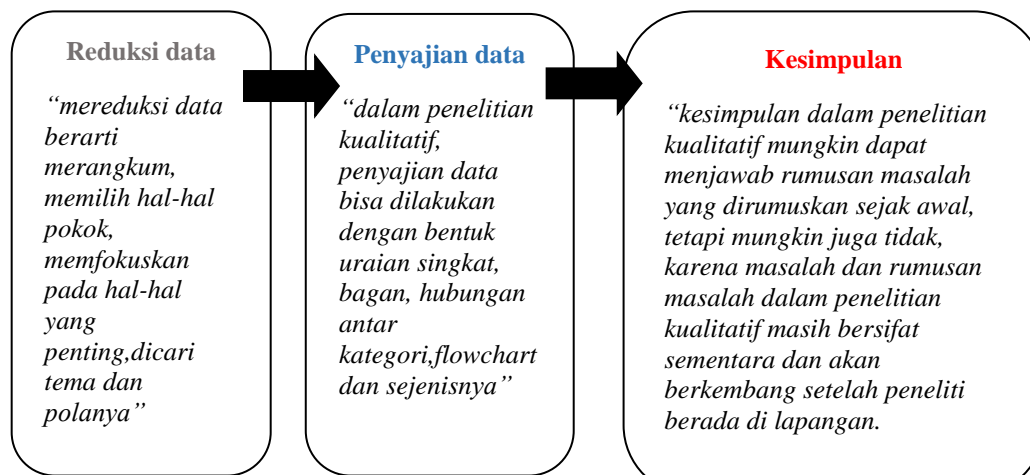 Reduksi data
“mereduksi data
berarti
merangkum,
memilih hal-hal
pokok,
memfokuskan
pada hal-hal
yang
penting,dicari
tema dan
polanya”
Penyajian data
“dalam penelitian
kualitatif,
penyajian data
bisa dilakukan
dengan bentuk
uraian singkat,
bagan, hubungan
antar
kategori,flowchart
dan sejenisnya”
Kesimpulan
“kesimpulan dalam penelitian
kualitatif mungkin dapat
menjawab rumusan masalah
yang dirumuskan sejak awal,
tetapi mungkin juga tidak,
karena masalah dan rumusan
masalah dalam penelitian
kualitatif masih bersifat
sementara dan akan
berkembang setelah peneliti
berada di lapangan.